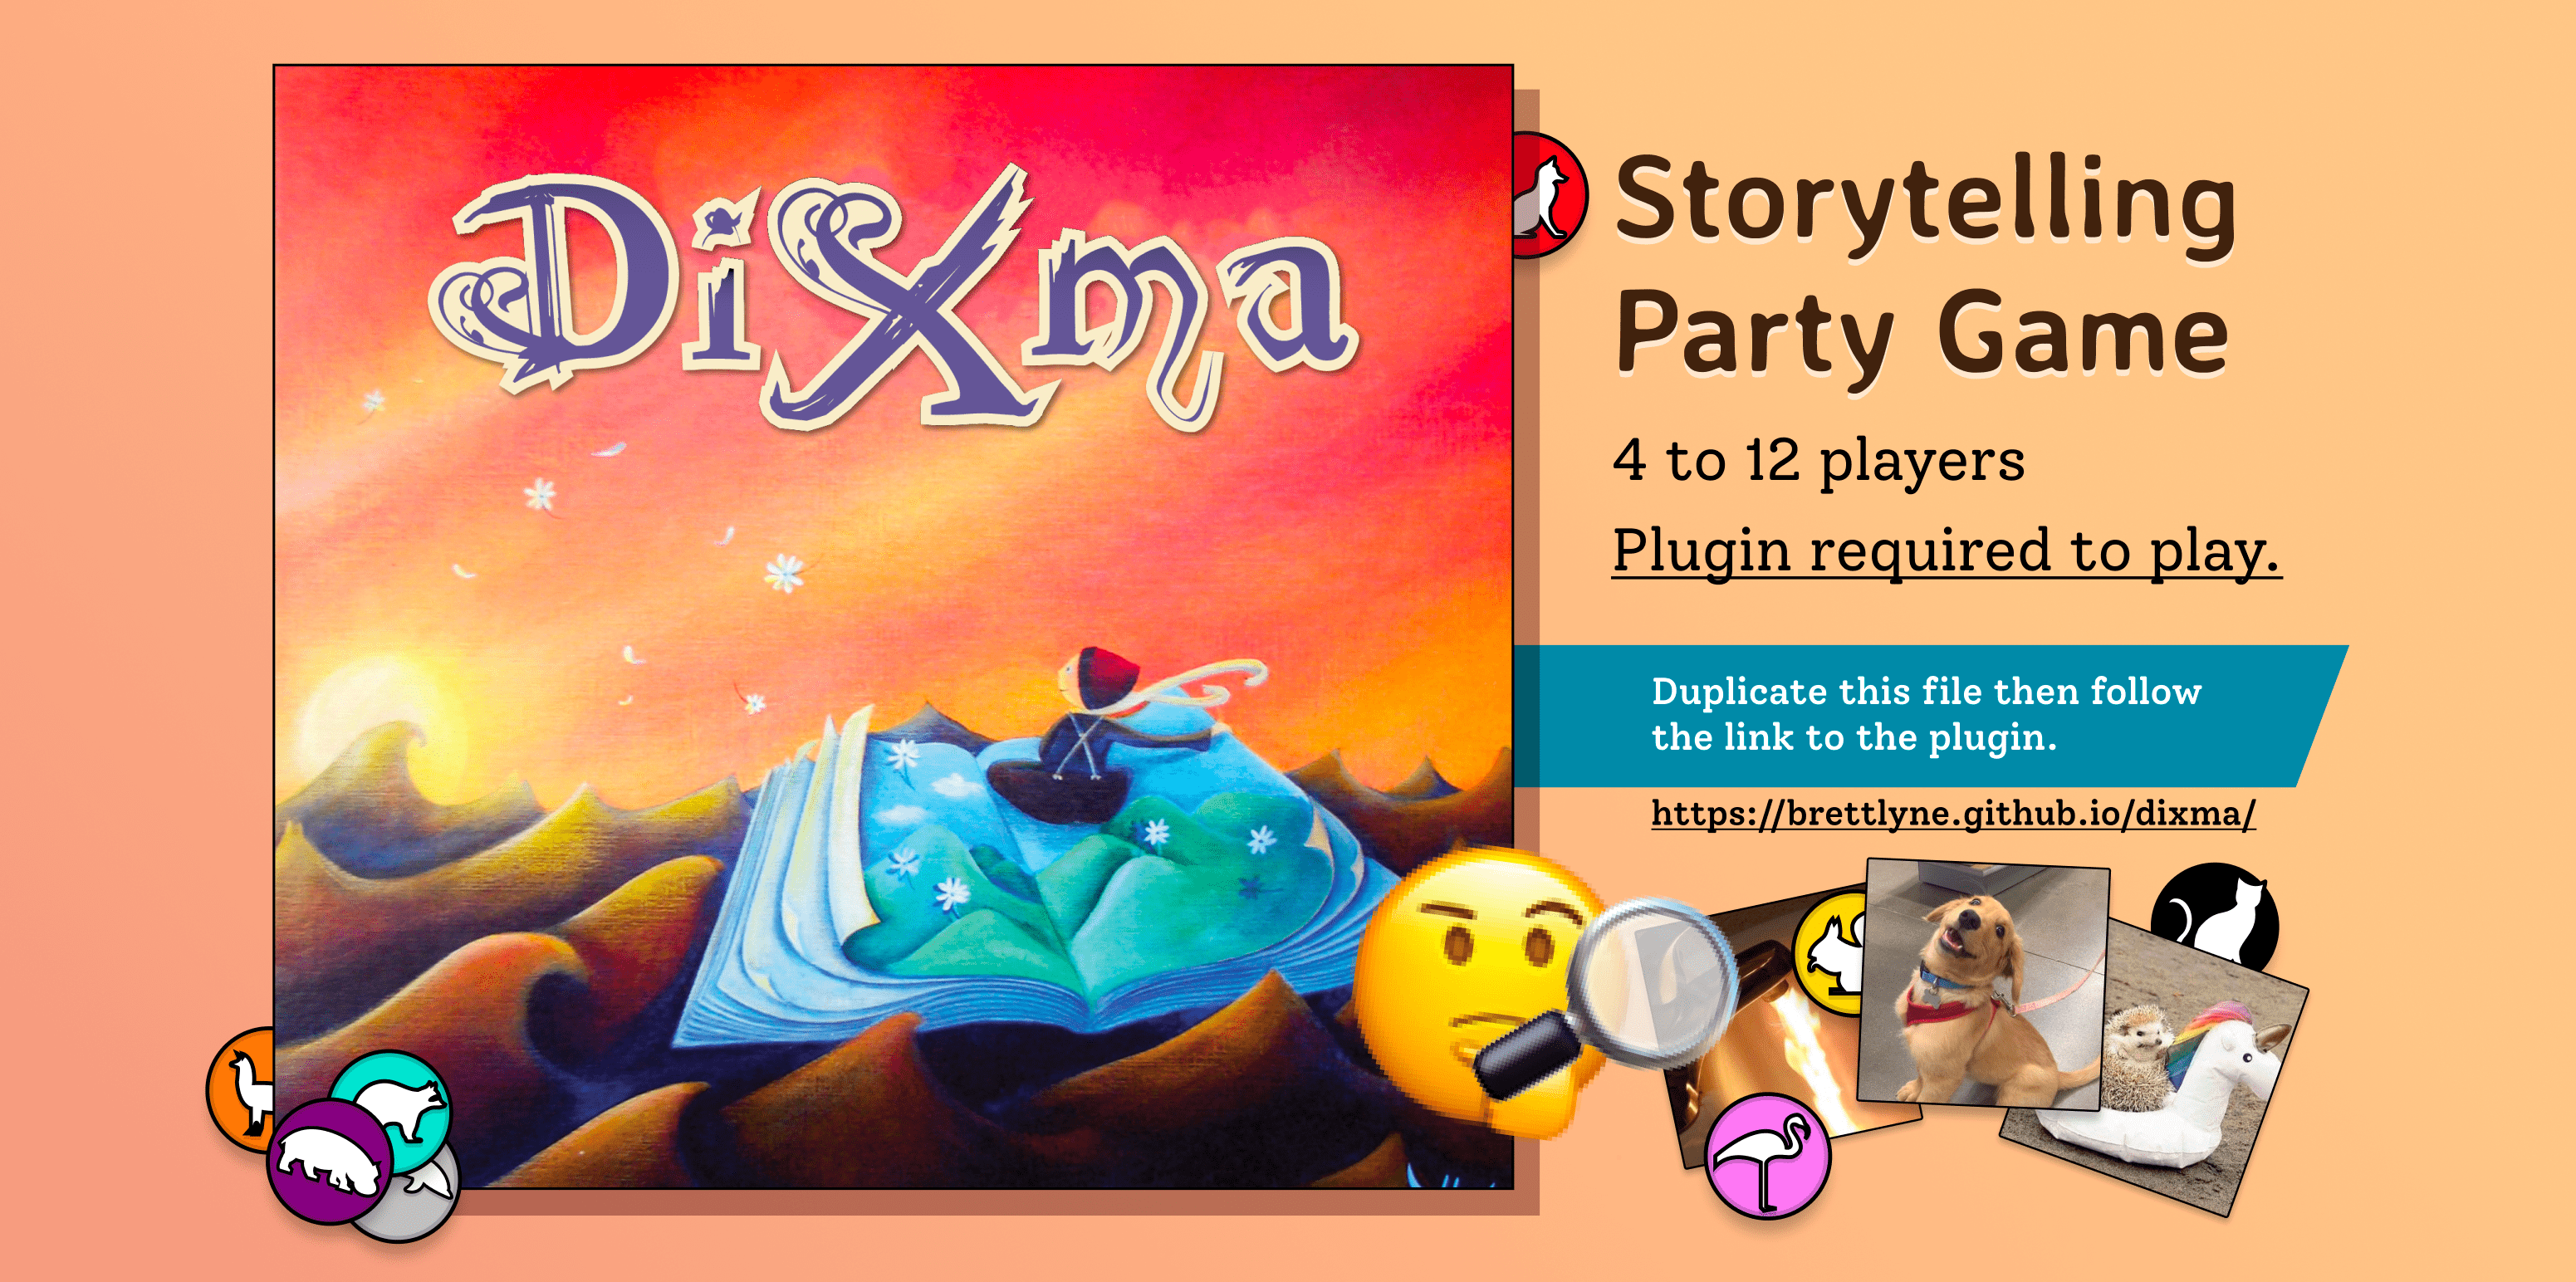 DiXma
Storytelling
Party Game
4 to 12 players
Plugin required to play.
Duplicate this file then follow
the link to the plugin.
https://brettlyne.github.io/dixma/